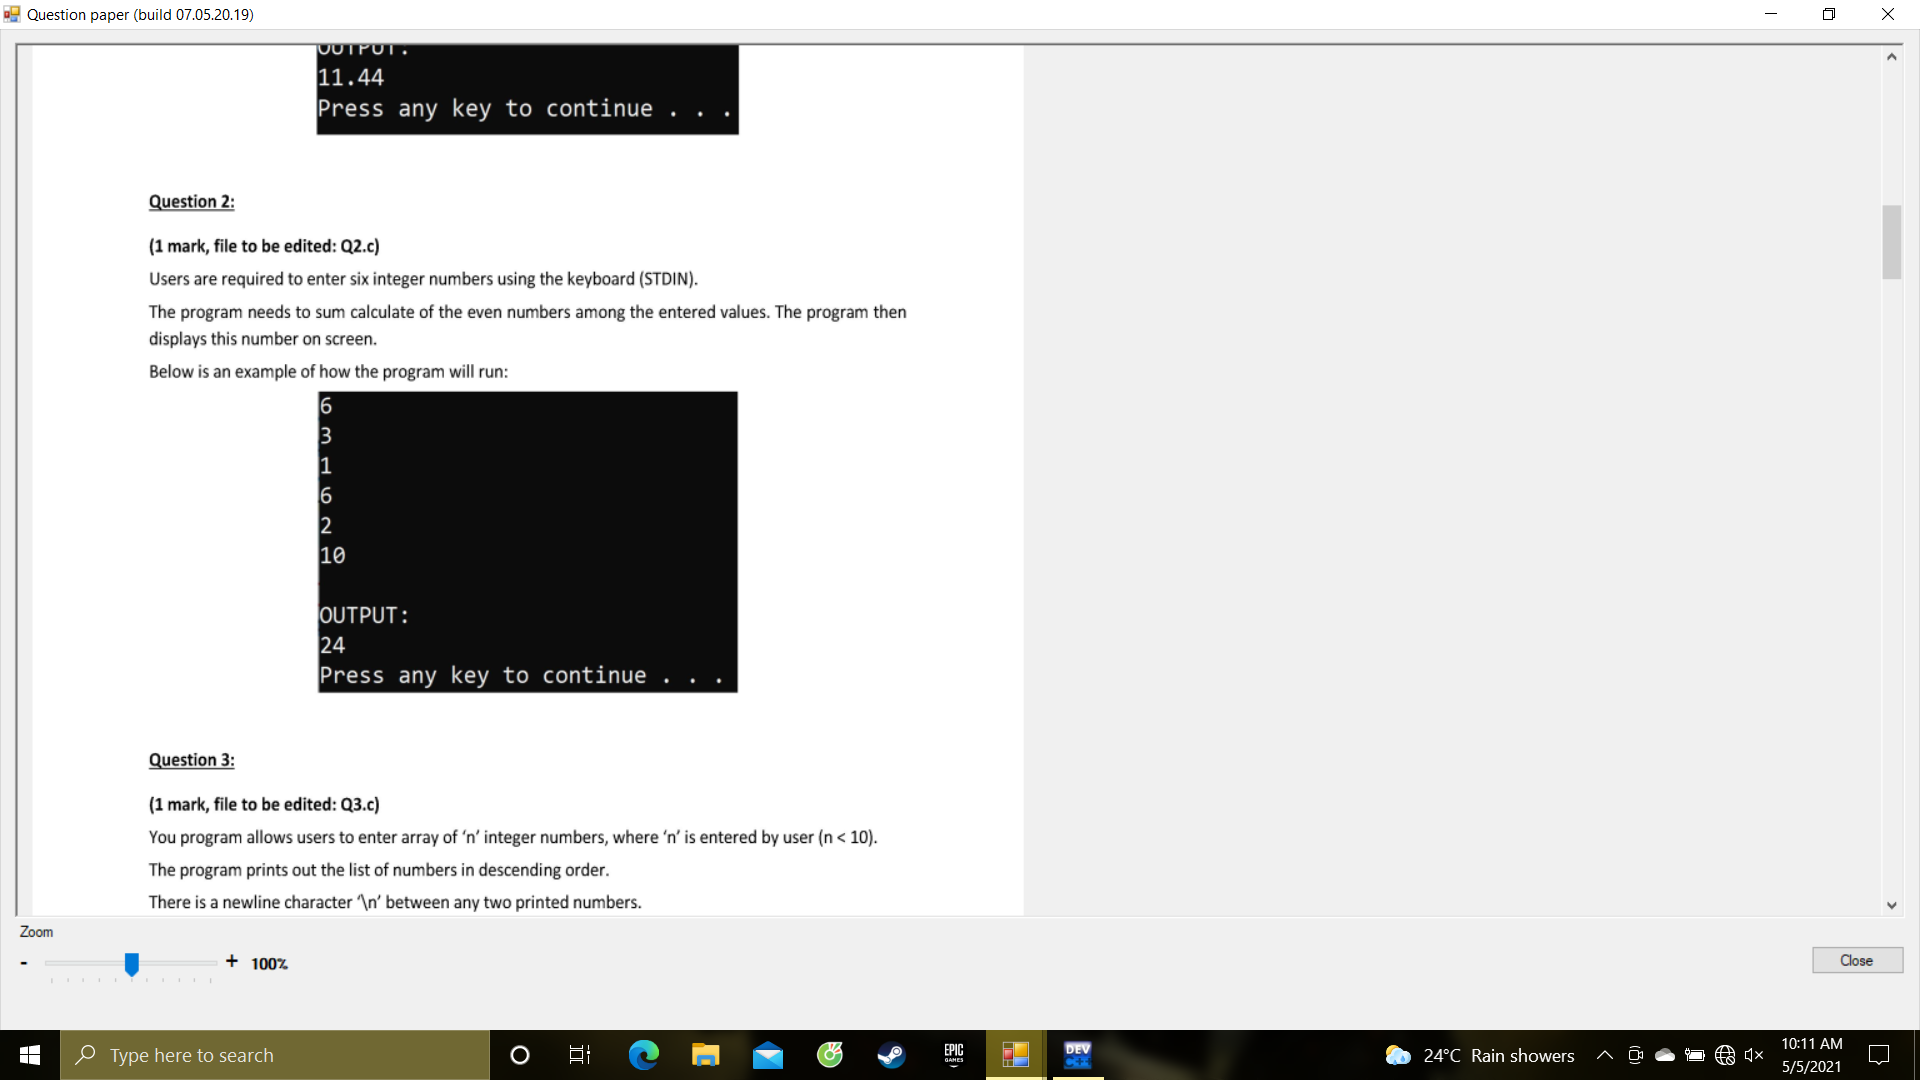 Question paper (build 07.05.20.19)
OUTPUT:
11.44
Press any key to continue . . .
Question 2:
(1 mark, file to be edited: Q2.c)
Users are required to enter six integer numbers using the keyboard (STDIN).
The program needs to sum calculate of the even numbers among the entered values. The program then
displays this number on screen.
Below is an example of how the program will run:
6
3
1
6
2
10
OUTPUT:
24
Press any key to continue . . .
Question 3:
(1 mark, file to be edited: Q3.c)
You program allows users to enter array of ‘n’ integer numbers, where ‘n’ is entered by user (n < 10).
The program prints out the list of numbers in descending order.
There is a newline character ‘\n’ between any two printed numbers.
Zoom
- + 100%
Close
Type here to search
EPIC
GAMES
DEV
C++
24°C Rain showers
10:11 AM
5/5/2021